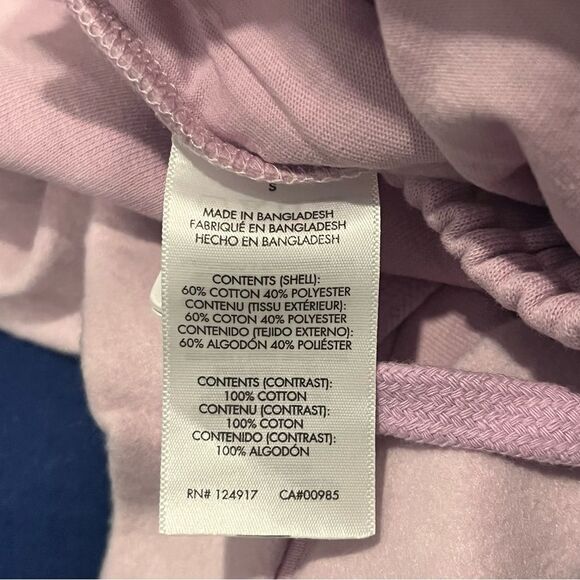 S
MADE IN BANGLADESH
FABRIQUÉ EN BANGLADESH
HECHO EN BANGLADESH
CONTENTS (SHELL):
60% COTTON 40% POLYESTER
CONTENU (TISSU EXTÉRIEUR):
60% COTON 40% POLYESTER
CONTENIDO (TEJIDO EXTERNO):
60% ALGODÓN 40% POLIÉSTER
CONTENTS (CONTRAST):
100% COTTON
CONTENU (CONTRAST):
100% COTON
CONTENIDO (CONTRAST):
100% ALGODÓN
RN# 124917 CA#00985